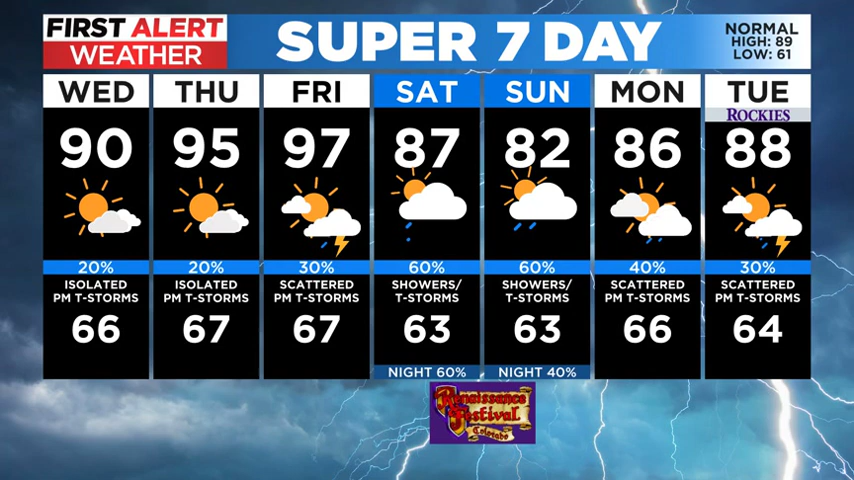 FIRST ALERT
WEATHER
SUPER 7 DAY
NORMAL
HIGH: 89
LOW: 61
WED
90
20%
ISOLATED
PM T-STORMS
66
THU
95
20%
ISOLATED
PM T-STORMS
67
FRI
97
30%
SCATTERED
PM T-STORMS
67
SAT
87
60%
SHOWERS/
T-STORMS
63
NIGHT 60%
SUN
82
60%
SHOWERS/
T-STORMS
63
NIGHT 40%
MON
86
40%
SCATTERED
PM T-STORMS
66
TUE
ROCKIES
88
30%
SCATTERED
PM T-STORMS
64
Renaissance
Festival
Colorado